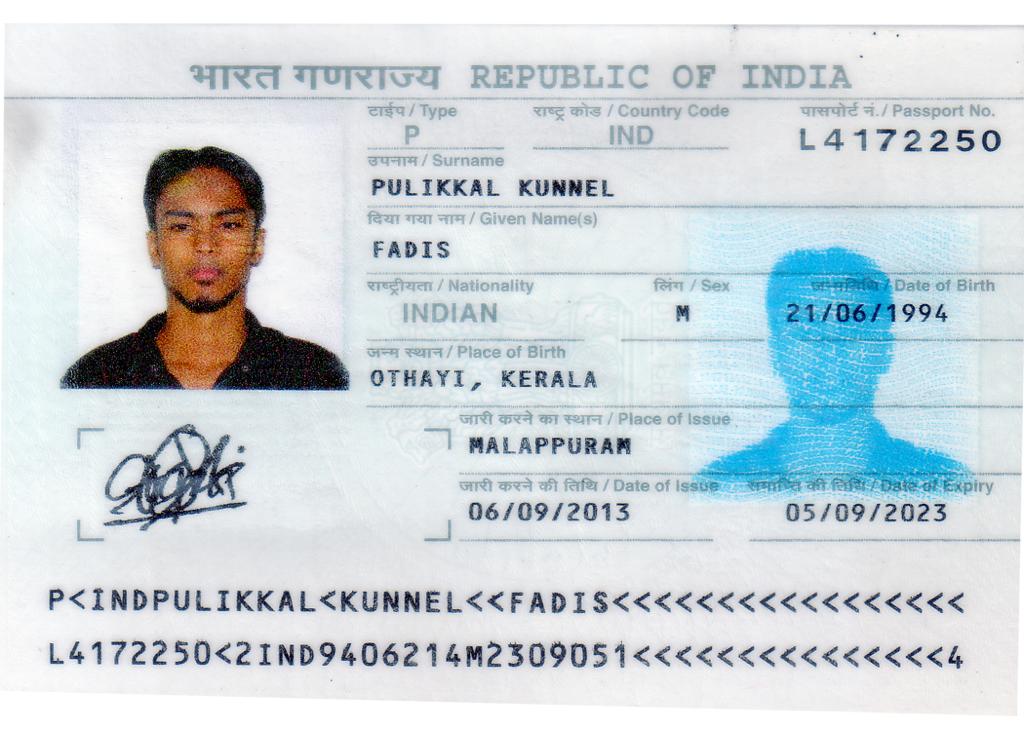 भारत गणराज्य REPUBLIC OF INDIA
टाईप / Type राष्ट्र कोड / Country Code पासपोर्ट नं. / Passport No.
P IND L4172250
उपनाम / Surname
PULIKKAL KUNNEL
दिया गया नाम / Given Name(s)
FADIS
राष्ट्रीयता / Nationality लिंग / Sex जन्मतिथि / Date of Birth
INDIAN M 21/06/1994
जन्म स्थान / Place of Birth
OTHAYI, KERALA
जारी करने का स्थान / Place of Issue
MALAPPURAM
जारी करने की तिथि / Date of Issue समाप्ति की तिथि / Date of Expiry
06/09/2013 05/09/2023
P<INDPULIKKAL<KUNNEL<<FADIS<<<<<<<<<<<<<<<<<
L4172250<2IND9406214M2309051<<<<<<<<<<<<<<<4